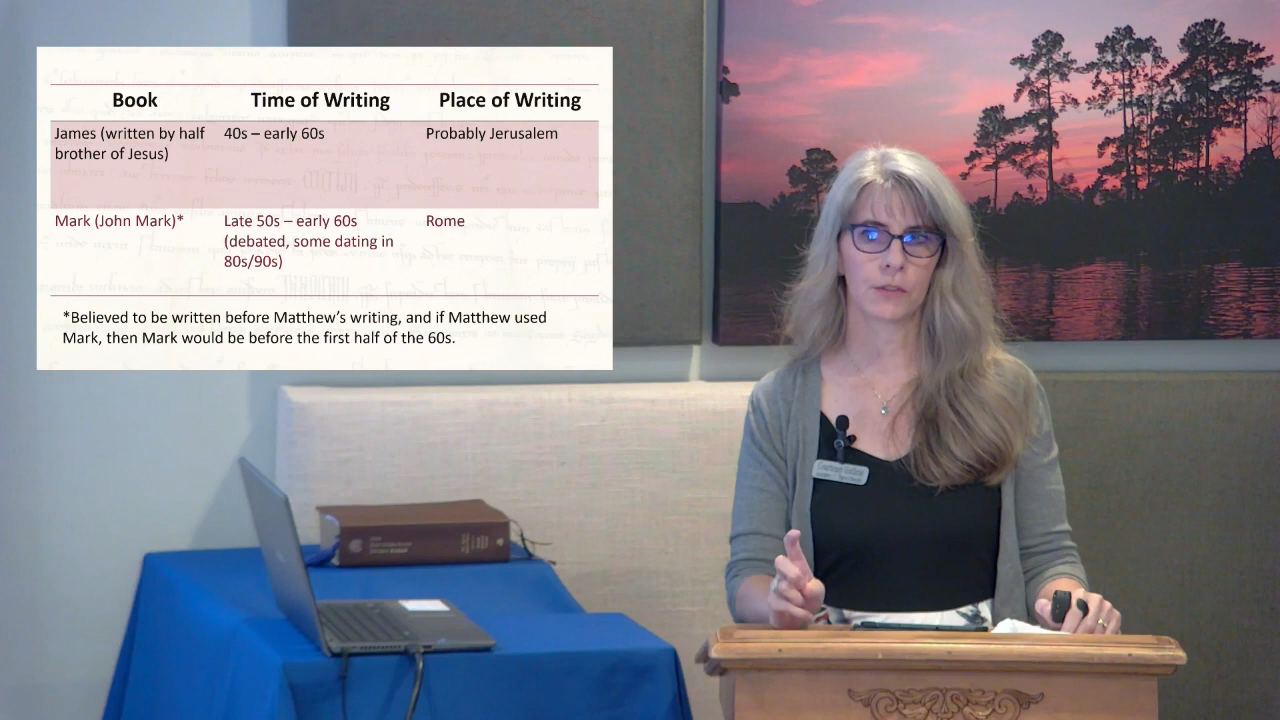 Book Time of Writing Place of Writing
James (written by half 40s – early 60s Probably Jerusalem
brother of Jesus)
Mark (John Mark)* Late 50s – early 60s Rome
(debated, some dating in
80s/90s)
*Believed to be written before Matthew's writing, and if Matthew used
Mark, then Mark would be before the first half of the 60s.